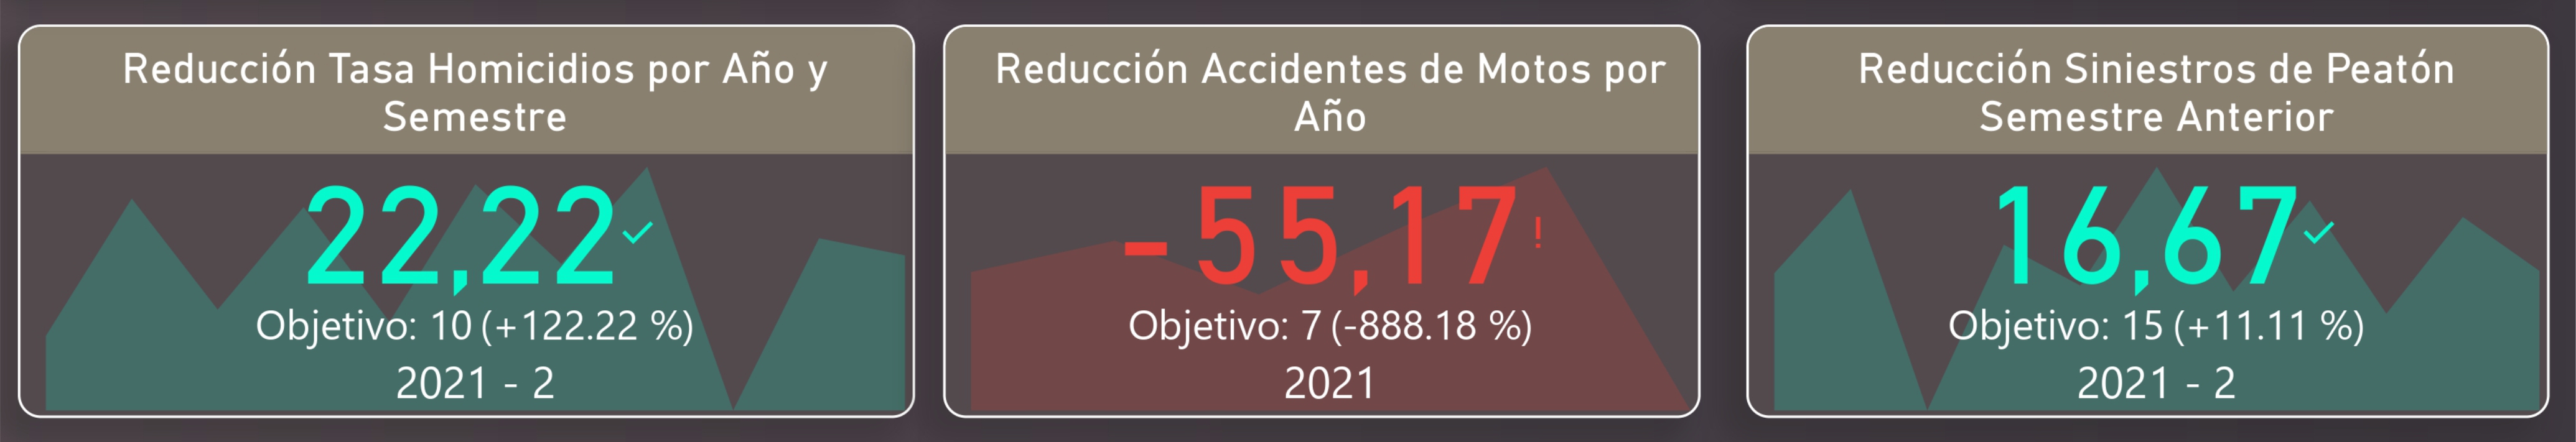 Reducción Tasa Homicidios por Año y
Semestre
22,22✓
Objetivo: 10 (+122.22 %)
2021 - 2
Reducción Accidentes de Motos por
Año
-55,17!
Objetivo: 7 (-888.18 %)
2021
Reducción Siniestros de Peatón
Semestre Anterior
16,67✓
Objetivo: 15 (+11.11 %)
2021 - 2